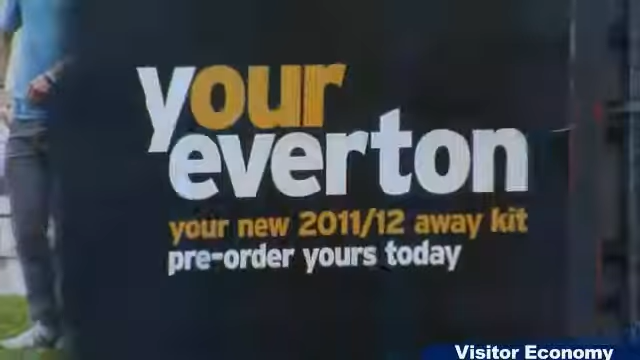 your
everton
your new 2011/12 away kit
pre-order yours today
Visitor Economy